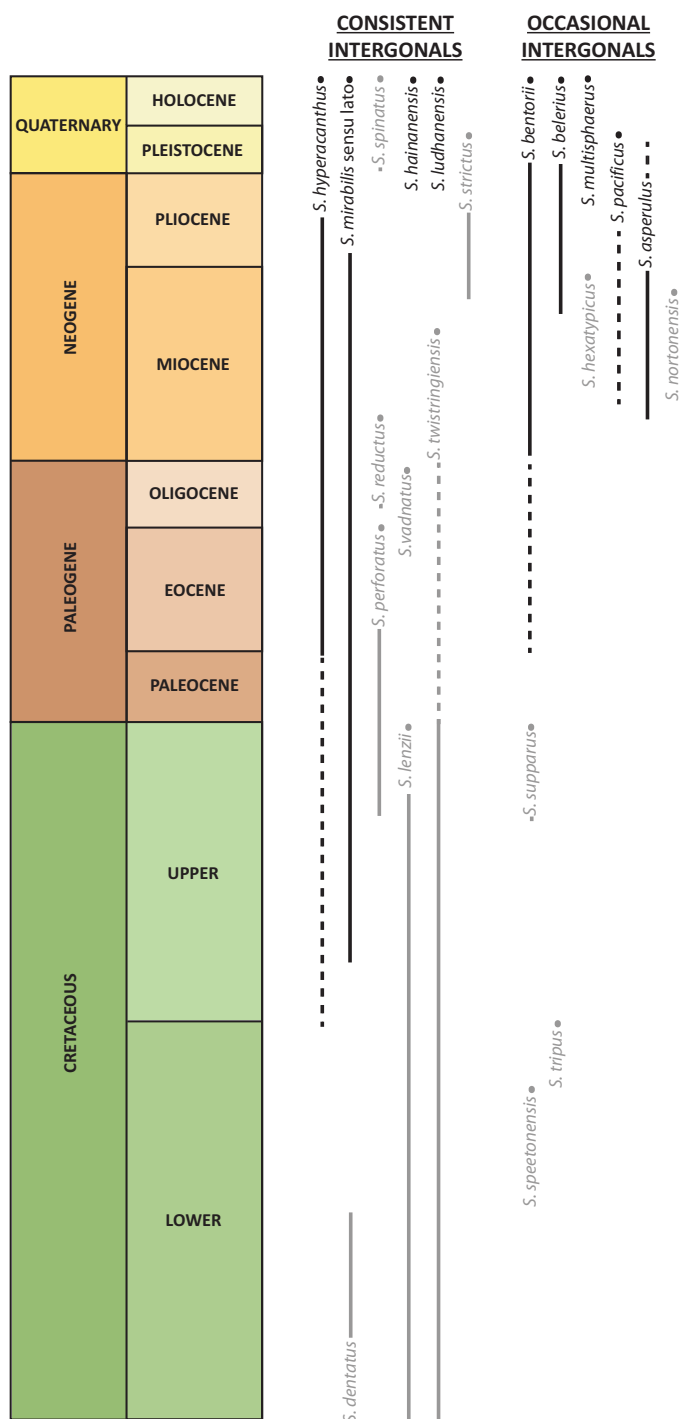 CONSISTENT
INTERGONALS
OCCASIONAL
INTERGONALS
QUATERNARY
HOLOCENE
PLEISTOCENE
NEOGENE
PLIOCENE
MIOCENE
PALEOGENE
OLIGOCENE
EOCENE
PALEOCENE
CRETACEOUS
UPPER
LOWER
S. hyperacanthus
S. mirabilis sensu lato
S. spinatus
S. hainanensis
S. ludhanensis
S. strictus
S. bentorii
S. belerius
S. multisphaerus
S. pacificus
S. asperulus
S. hexatypicus
S. nortonensis
S. twistringiensis
S. reductus
S.vadnatus
S. perforatus
S. lenzii
S. supparus
S. tripus
S. speetonensis
S. dentatus